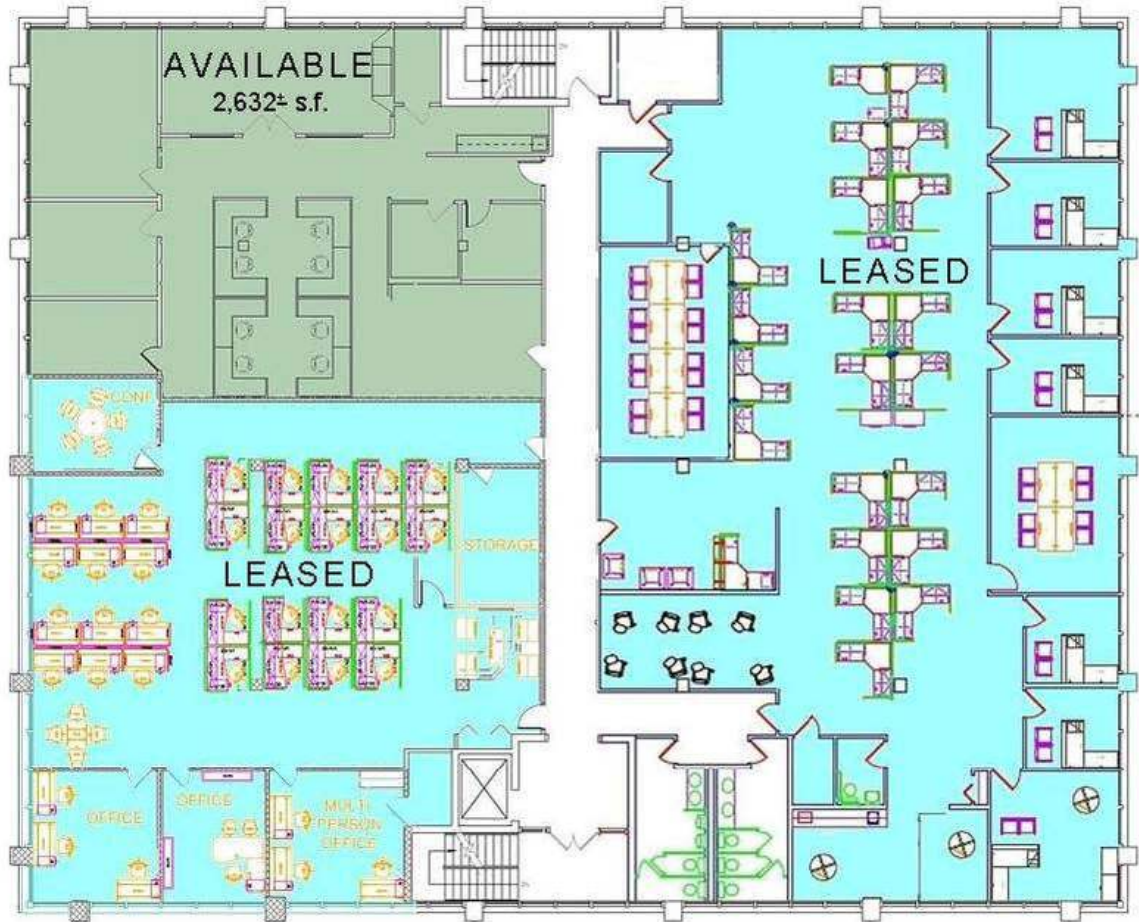 AVAILABLE
2,632± s.f.
LEASED
CONF
STORAGE
LEASED
OFFICE
OFFICE
MULTI
PERSON
OFFICE